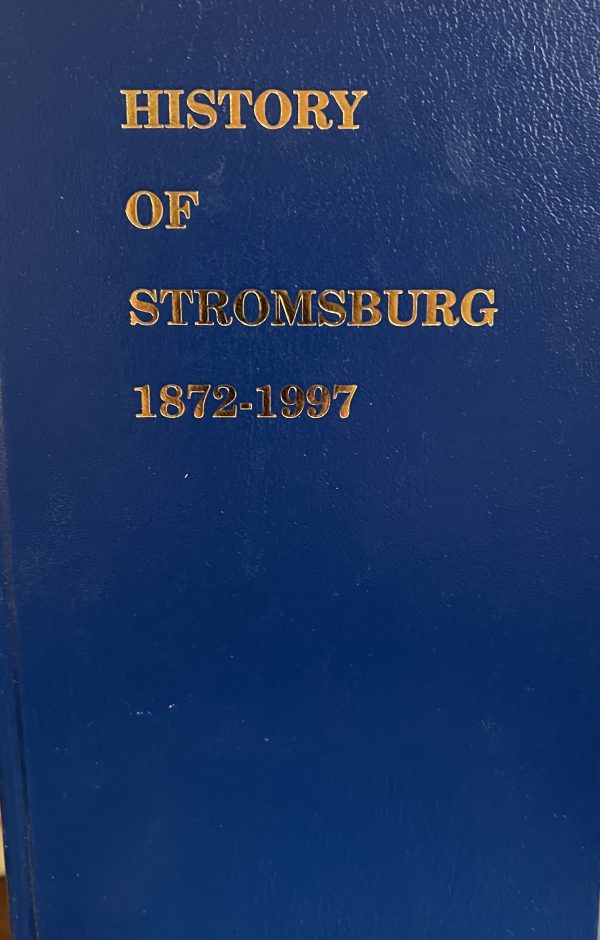 HISTORY
OF
STROMSBURG
1872-1997